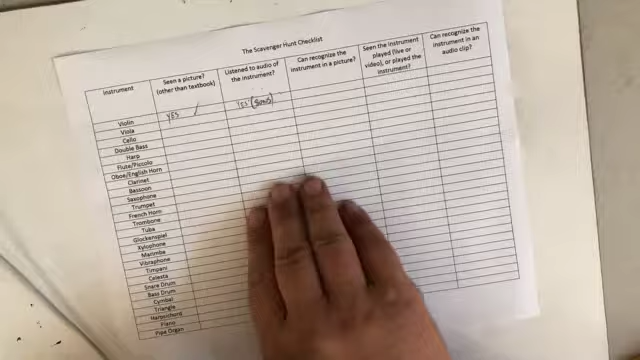 The Scavenger Hunt Checklist
Instrument Seen a picture? (other than textbook) Listened to audio of the instrument? Can recognize the instrument in a picture? Seen the instrument played (live or video), or played the instrument? Can recognize the instrument in an audio clip?
Violin YES YES
Viola
Cello
Double Bass
Harp
Flute/Piccolo
Oboe/English Horn
Clarinet
Bassoon
Saxophone
Trumpet
French Horn
Trombone
Tuba
Glockenspiel
Xylophone
Marimba
Vibraphone
Timpani
Celesta
Snare Drum
Bass Drum
Cymbal
Triangle
Harpsichord
Piano
Pipe Organ